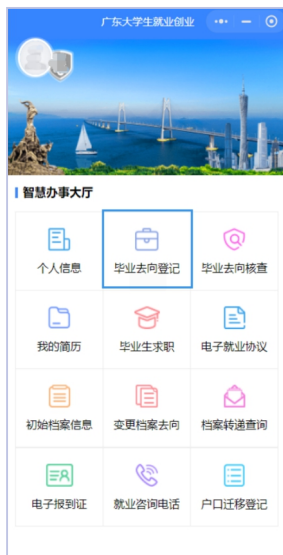 广东大学生就业创业
智慧办事大厅
个人信息 毕业去向登记 毕业去向核查
我的简历 毕业生求职 电子就业协议
初始档案信息 变更档案去向 档案转递查询
电子报到证 就业咨询电话 户口迁移登记